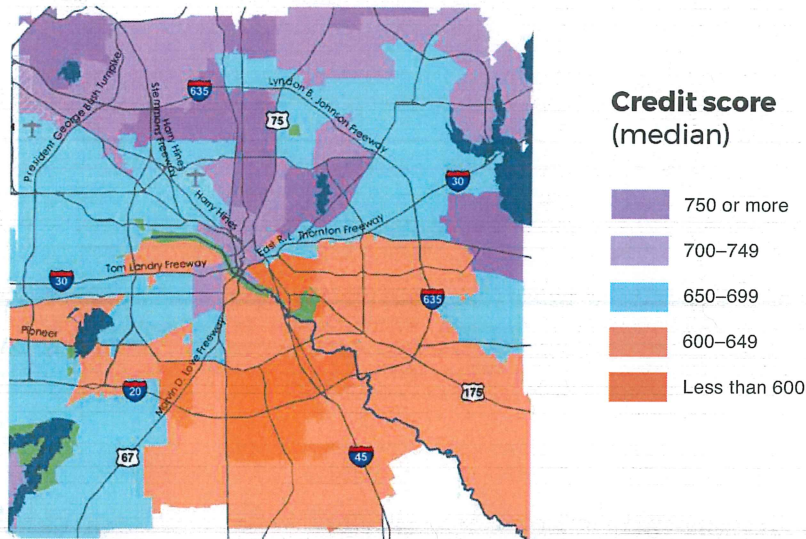 President George Bush Turnpike
Stemmons Freeway
Harry Hines
635
Lyndon B. Johnson Freeway
75
30
Harry Hines
East R.L. Thornton Freeway
Tom Landry Freeway
30
635
Pioneer
Marvin D. Love Freeway
20
175
67
45
Credit score
(median)
750 or more
700–749
650–699
600–649
Less than 600